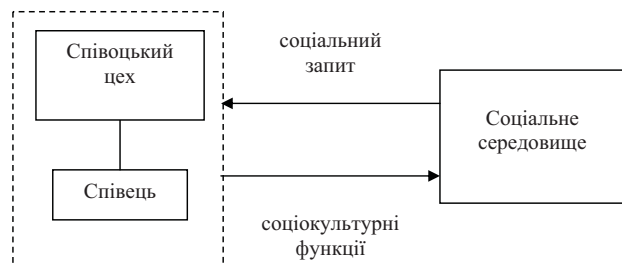 Співоцький
цех
Співець
соціальний
запит
соціокультурні
функції
Соціальне
середовище